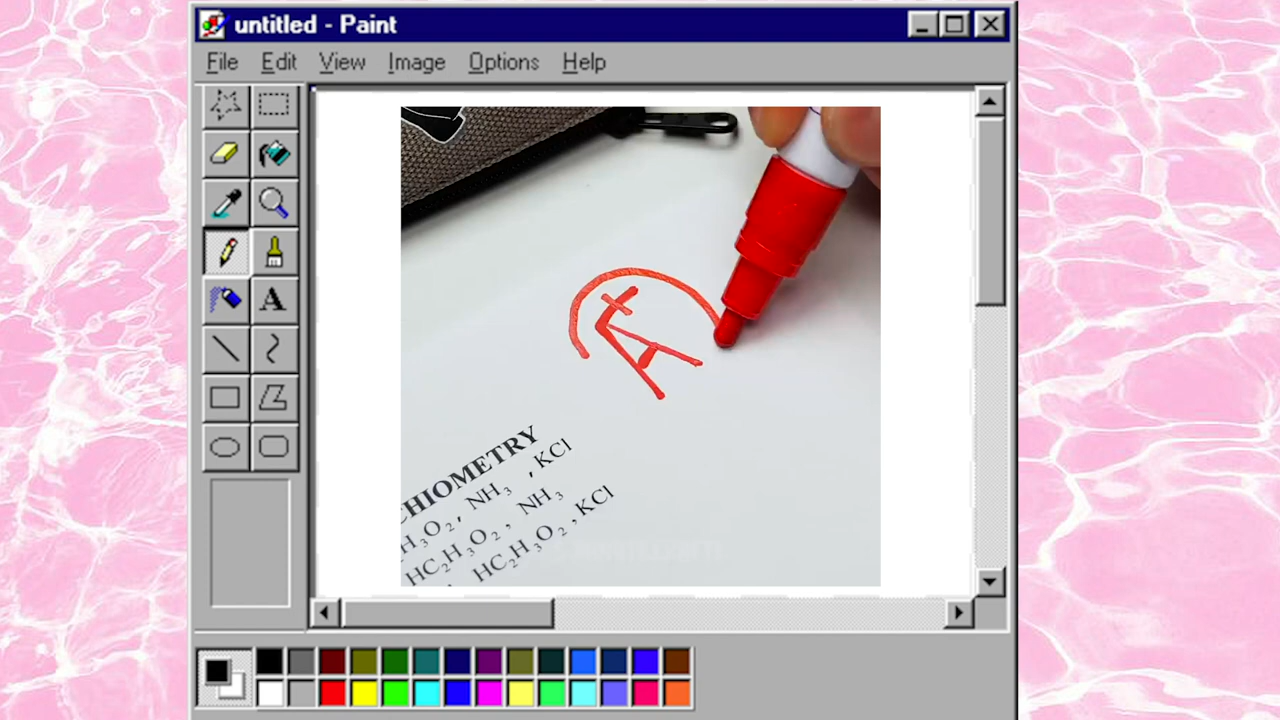 untitled - Paint
File Edit View Image Options Help
A
A+
CHIOMETRY
H₃O₂, NH₃ , KCl
HC₂H₃O₂ , NH₃
, HC₂H₃O₂ , KCl